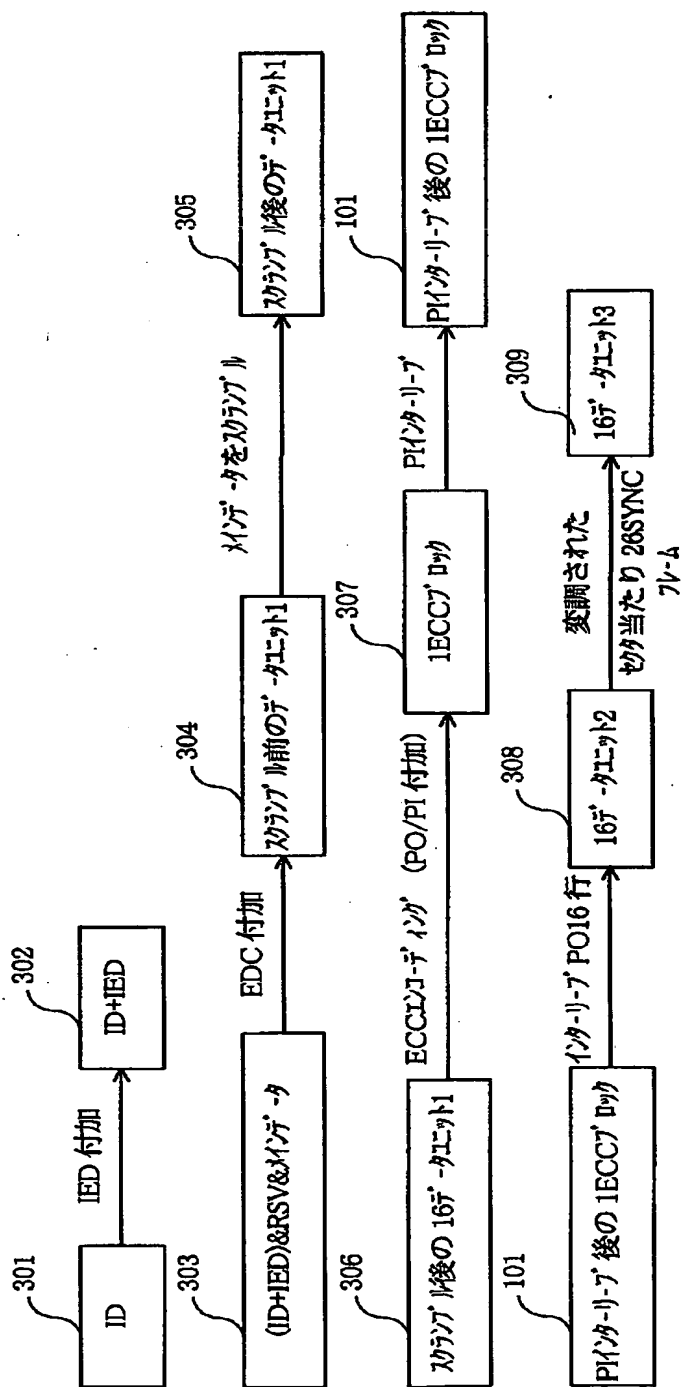 301
ID
IED 付加
302
ID+IED
303
(ID+IED)&RSV&メインデータ
EDC 付加
304
スクランブル前のデータユニット1
メインデータをスクランブル
305
スクランブル後のデータユニット1
306
スクランブル後の 16データユニット1
ECCエンコーディング (PO/PI 付加)
307
1ECCブロック
PIインターリーブ
101
PIインターリーブ後の 1ECCブロック
101
PIインターリーブ後の 1ECCブロック
インターリーブ PO16 行
308
16データユニット2
変調された
セクタ当たり 26SYNC
フレーム
309
16データユニット3